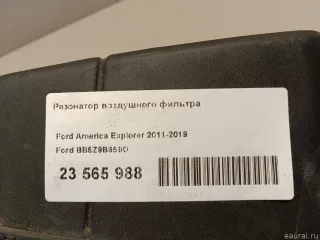 Резонатор воздушного фильтра
Ford America Explorer 2011-2019
Ford BB5Z9B659D
23 565 988
eaural.ru